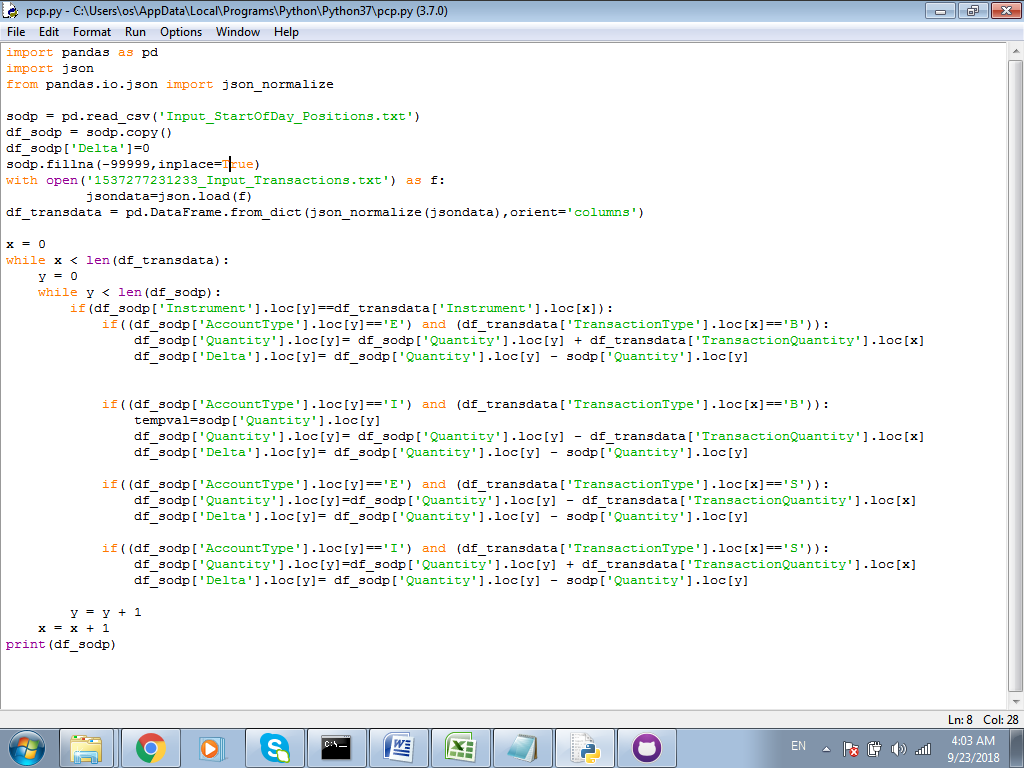 pcp.py - C:\Users\os\AppData\Local\Programs\Python\Python37\pcp.py (3.7.0)
File Edit Format Run Options Window Help
import pandas as pd
import json
from pandas.io.json import json_normalize

sodp = pd.read_csv('Input_StartOfDay_Positions.txt')
df_sodp = sodp.copy()
df_sodp['Delta']=0
sodp.fillna(-99999,inplace=True)
with open('1537277231233_Input_Transactions.txt') as f:
          jsondata=json.load(f)
df_transdata = pd.DataFrame.from_dict(json_normalize(jsondata),orient='columns')

x = 0
while x < len(df_transdata):
    y = 0
    while y < len(df_sodp):
        if(df_sodp['Instrument'].loc[y]==df_transdata['Instrument'].loc[x]):
            if((df_sodp['AccountType'].loc[y]=='E') and (df_transdata['TransactionType'].loc[x]=='B')):
                df_sodp['Quantity'].loc[y]= df_sodp['Quantity'].loc[y] + df_transdata['TransactionQuantity'].loc[x]
                df_sodp['Delta'].loc[y]= df_sodp['Quantity'].loc[y] - sodp['Quantity'].loc[y]


            if((df_sodp['AccountType'].loc[y]=='I') and (df_transdata['TransactionType'].loc[x]=='B')):
                tempval=sodp['Quantity'].loc[y]
                df_sodp['Quantity'].loc[y]= df_sodp['Quantity'].loc[y] - df_transdata['TransactionQuantity'].loc[x]
                df_sodp['Delta'].loc[y]= df_sodp['Quantity'].loc[y] - sodp['Quantity'].loc[y]

            if((df_sodp['AccountType'].loc[y]=='E') and (df_transdata['TransactionType'].loc[x]=='S')):
                df_sodp['Quantity'].loc[y]=df_sodp['Quantity'].loc[y] - df_transdata['TransactionQuantity'].loc[x]
                df_sodp['Delta'].loc[y]= df_sodp['Quantity'].loc[y] - sodp['Quantity'].loc[y]

            if((df_sodp['AccountType'].loc[y]=='I') and (df_transdata['TransactionType'].loc[x]=='S')):
                df_sodp['Quantity'].loc[y]=df_sodp['Quantity'].loc[y] + df_transdata['TransactionQuantity'].loc[x]
                df_sodp['Delta'].loc[y]= df_sodp['Quantity'].loc[y] - sodp['Quantity'].loc[y]

        y = y + 1
    x = x + 1
print(df_sodp)
Ln: 8 Col: 28
C:\_
EN
4:03 AM
9/23/2018